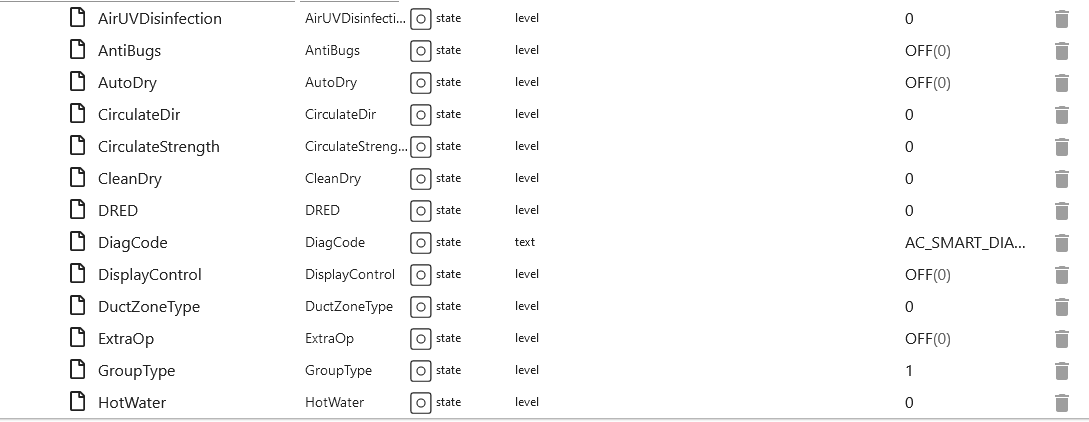 AirUVDisinfection AirUVDisinfecti... state level 0
AntiBugs AntiBugs state level OFF(0)
AutoDry AutoDry state level OFF(0)
CirculateDir CirculateDir state level 0
CirculateStrength CirculateStreng... state level 0
CleanDry CleanDry state level 0
DRED DRED state level 0
DiagCode DiagCode state text AC_SMART_DIA...
DisplayControl DisplayControl state level OFF(0)
DuctZoneType DuctZoneType state level 0
ExtraOp ExtraOp state level OFF(0)
GroupType GroupType state level 1
HotWater HotWater state level 0